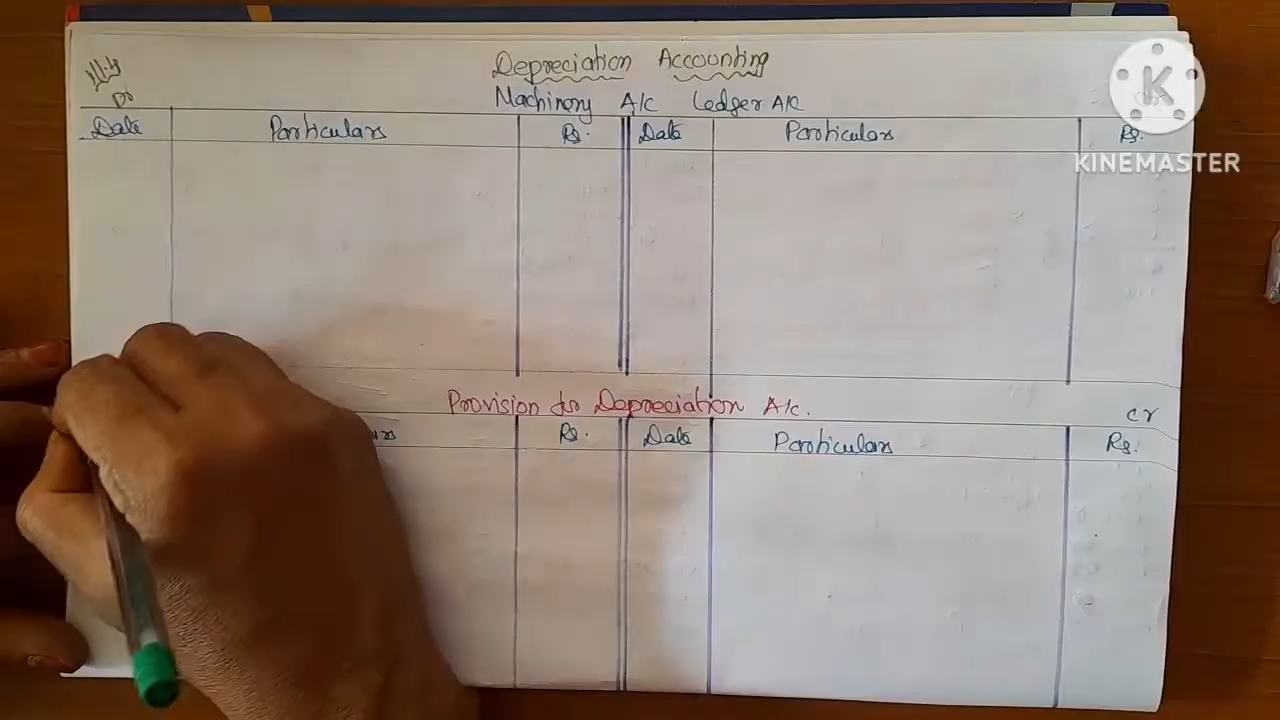 Depreciation Accounting
Dr
Machinery A/c Ledger A/c
Date Particulars Rs. Date Particulars Rs.
KINEMASTER
Provision for Depreciation A/c.
Cr
Rs. Date Particulars Rs.